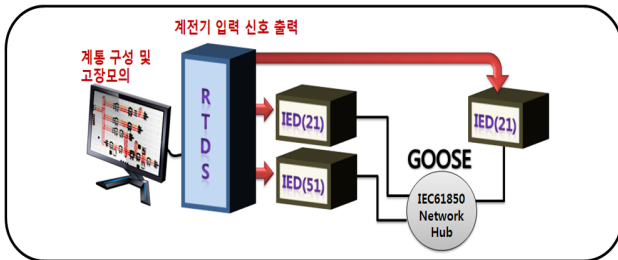 계전기 입력 신호 출력
계통 구성 및
고장모의
RTDS
IED(21)
IED(51)
IED(21)
GOOSE
IEC61850
Network
Hub